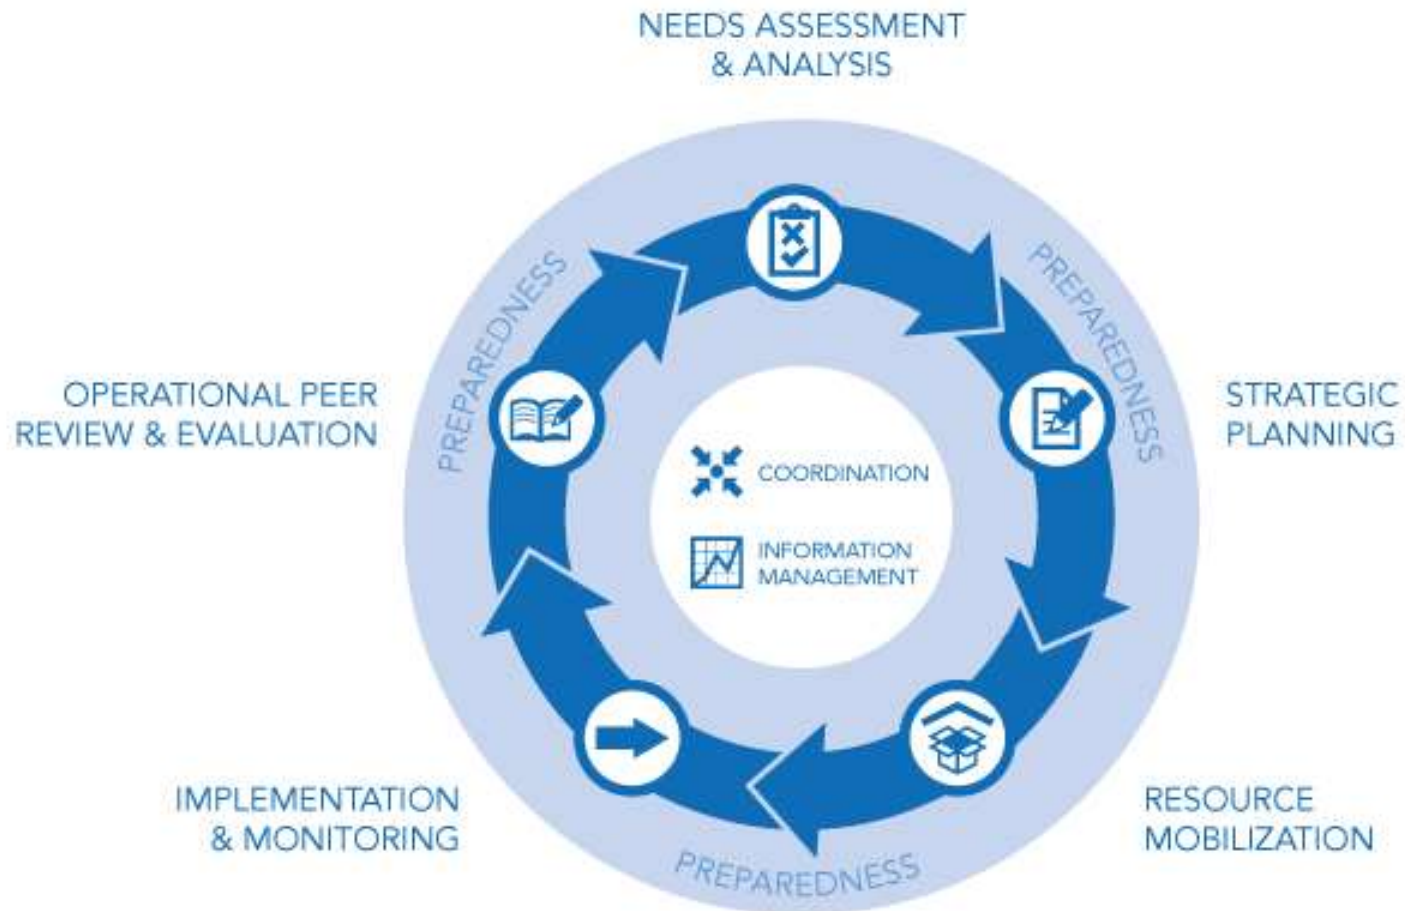 NEEDS ASSESSMENT
& ANALYSIS
PREPAREDNESS
PREPAREDNESS
OPERATIONAL PEER
REVIEW & EVALUATION
STRATEGIC
PLANNING
COORDINATION
INFORMATION
MANAGEMENT
IMPLEMENTATION
& MONITORING
RESOURCE
MOBILIZATION
PREPAREDNESS